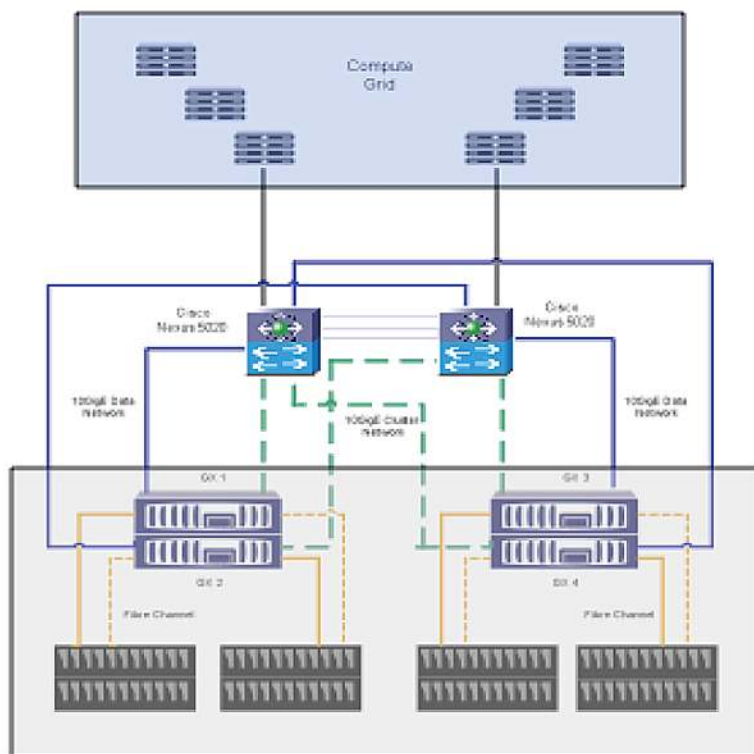 Compute
Grid
Cisco
Nexus 5020
Cisco
Nexus 5020
10GigE Data
Network
10GigE Cluster
Network
10GigE Data
Network
GX 1
GX 3
GX 2
GX 4
Fibre Channel
Fibre Channel